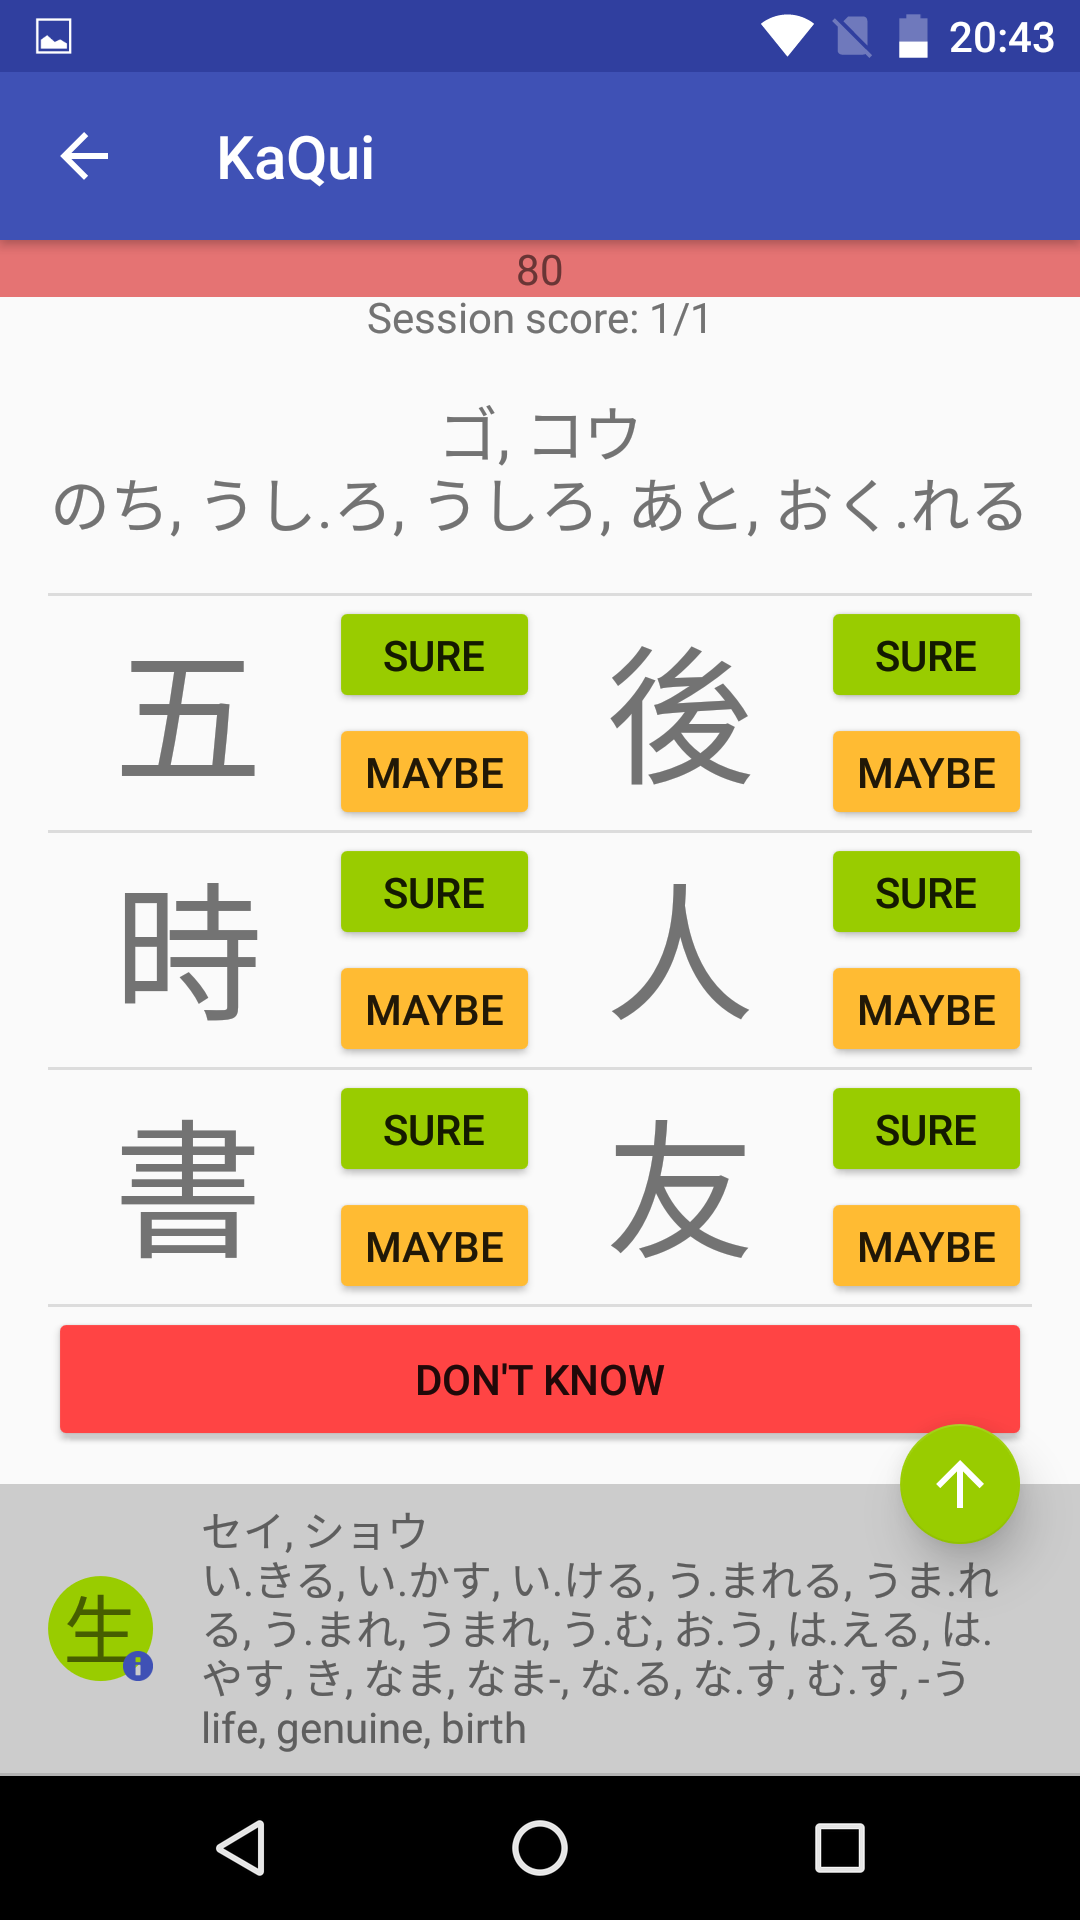 20:43
KaQui
80
Session score: 1/1
ゴ, コウ
のち, うし.ろ, うしろ, あと, おく.れる
五 SURE 後 SURE
MAYBE MAYBE
時 SURE 人 SURE
MAYBE MAYBE
書 SURE 友 SURE
MAYBE MAYBE
DON'T KNOW
セイ, ショウ
い.きる, い.かす, い.ける, う.まれる, うま.れ
生 る, う.まれ, うまれ, う.む, お.う, は.える, は.
やす, き, なま, なま-, な.る, な.す, む.す, -う
life, genuine, birth